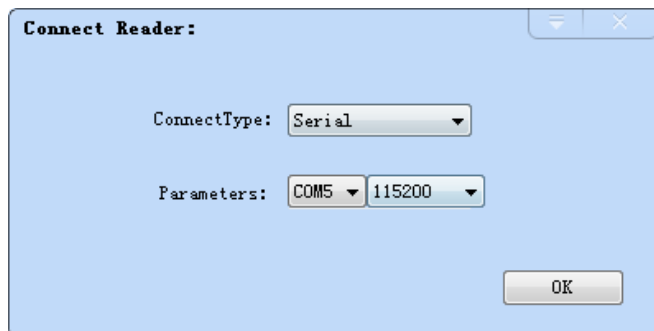 Connect Reader:
ConnectType: Serial
Parameters: COM5 115200
OK